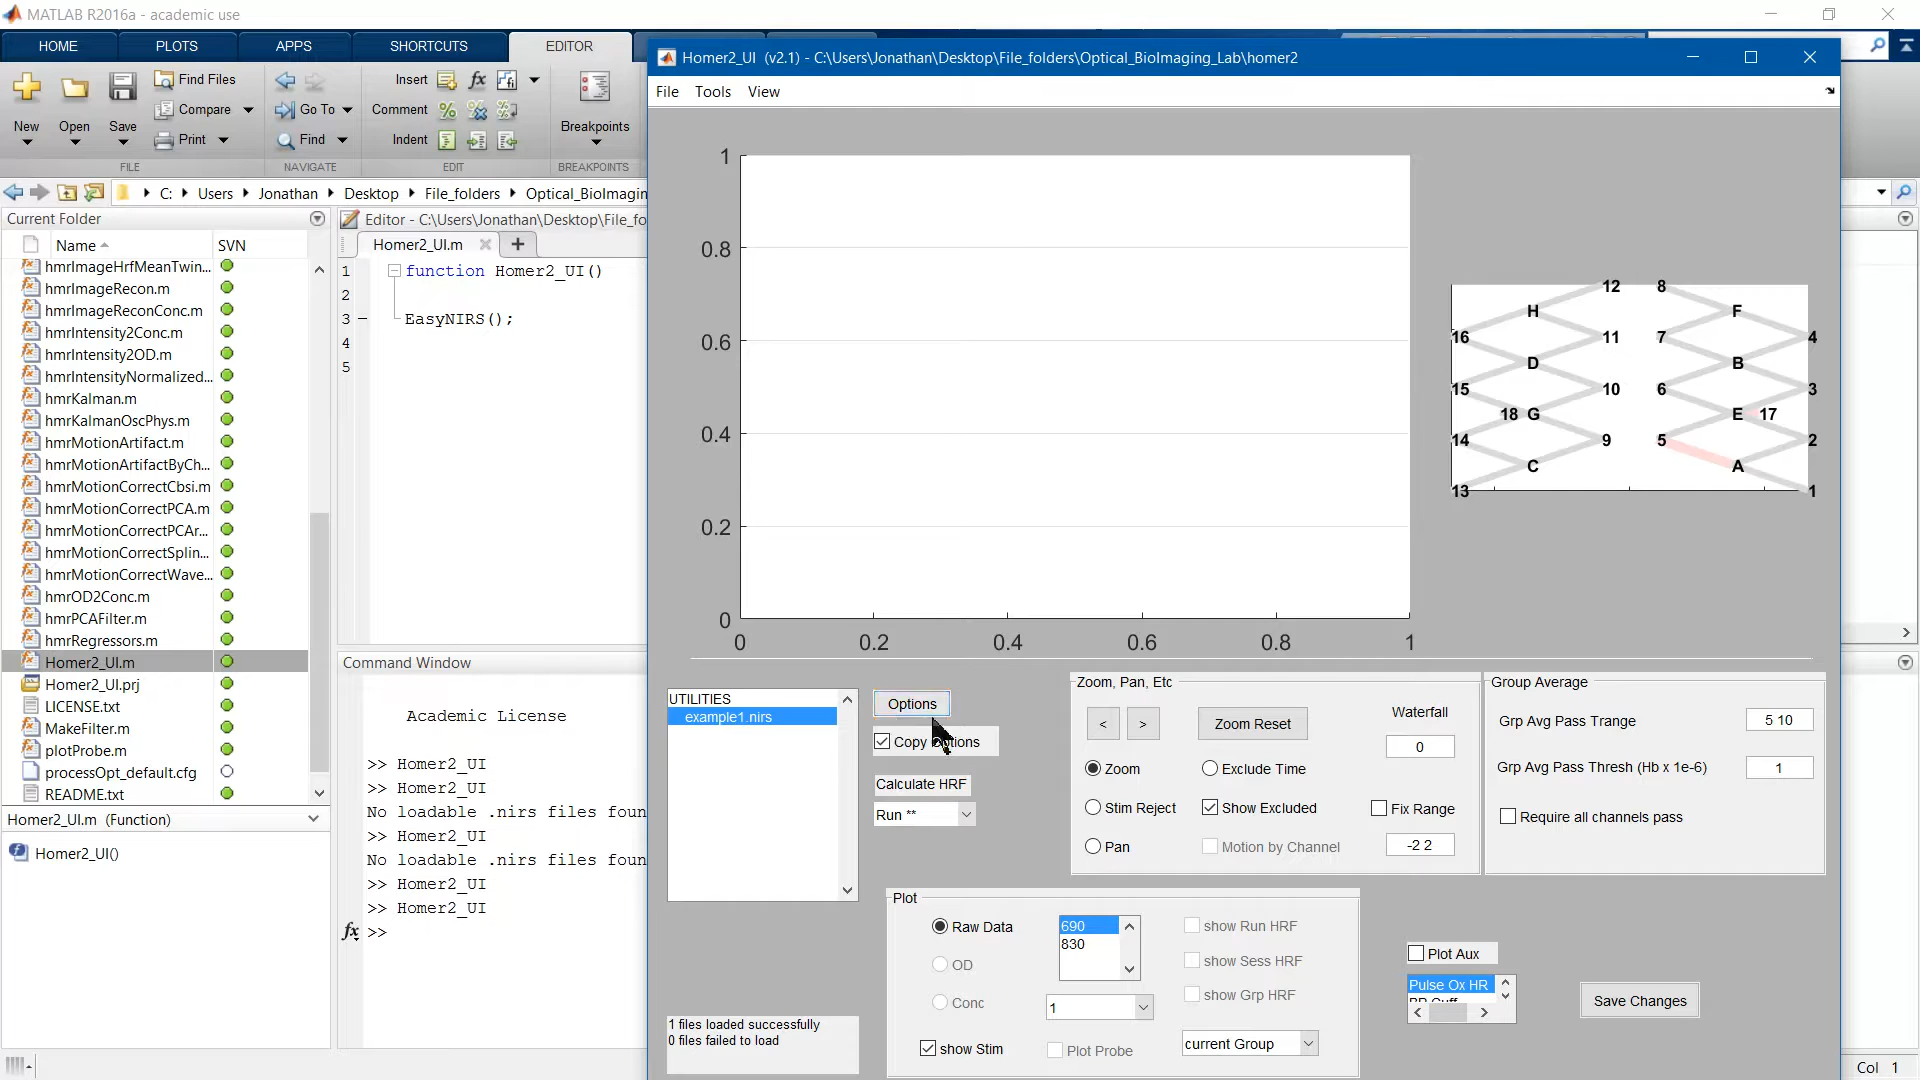 MATLAB R2016a - academic use
HOME PLOTS APPS SHORTCUTS EDITOR
New Open Save
Find Files
Compare
Print
FILE
Go To
Find
NAVIGATE
Insert
Comment
Indent
EDIT
Breakpoints
BREAKPOINTS
C: Users Jonathan Desktop File_folders Optical_BioImagin
Current Folder
Name SVN
hmrImageHrfMeanTwin...
hmrImageRecon.m
hmrImageReconConc.m
hmrIntensity2Conc.m
hmrIntensity2OD.m
hmrIntensityNormalized...
hmrKalman.m
hmrKalmanOscPhys.m
hmrMotionArtifact.m
hmrMotionArtifactByCh...
hmrMotionCorrectCbsi.m
hmrMotionCorrectPCA.m
hmrMotionCorrectPCAr...
hmrMotionCorrectSplin...
hmrMotionCorrectWave...
hmrOD2Conc.m
hmrPCAFilter.m
hmrRegressors.m
Homer2_UI.m
Homer2_UI.prj
LICENSE.txt
MakeFilter.m
plotProbe.m
processOpt_default.cfg
README.txt
Homer2_UI.m (Function)
Homer2_UI()
Editor - C:\Users\Jonathan\Desktop\File_fo
Homer2_UI.m
1 function Homer2_UI()
2
3 EasyNIRS();
4
5
Command Window
Academic License
>> Homer2_UI
>> Homer2_UI
No loadable .nirs files foun
>> Homer2_UI
No loadable .nirs files foun
>> Homer2_UI
>> Homer2_UI
fx >>
Homer2_UI (v2.1) - C:\Users\Jonathan\Desktop\File_folders\Optical_BioImaging_Lab\homer2
File Tools View
1
0.8
0.6
0.4
0.2
0
0 0.2 0.4 0.6 0.8 1
12 8
H F
16 11 7 4
D B
15 10 6 3
18 G E 17
14 9 5 2
C A
13 1
UTILITIES
example1.nirs
Options
Copy Options
Calculate HRF
Run **
1 files loaded successfully
0 files failed to load
Zoom, Pan, Etc
< > Zoom Reset
Waterfall
0
Zoom Exclude Time
Stim Reject Show Excluded Fix Range
Pan Motion by Channel -2 2
Group Average
Grp Avg Pass Trange 5 10
Grp Avg Pass Thresh (Hb x 1e-6) 1
Require all channels pass
Plot
Raw Data
OD
Conc
show Stim
690
830
1
Plot Probe
show Run HRF
show Sess HRF
show Grp HRF
current Group
Plot Aux
Pulse Ox HR
Save Changes
Col 1